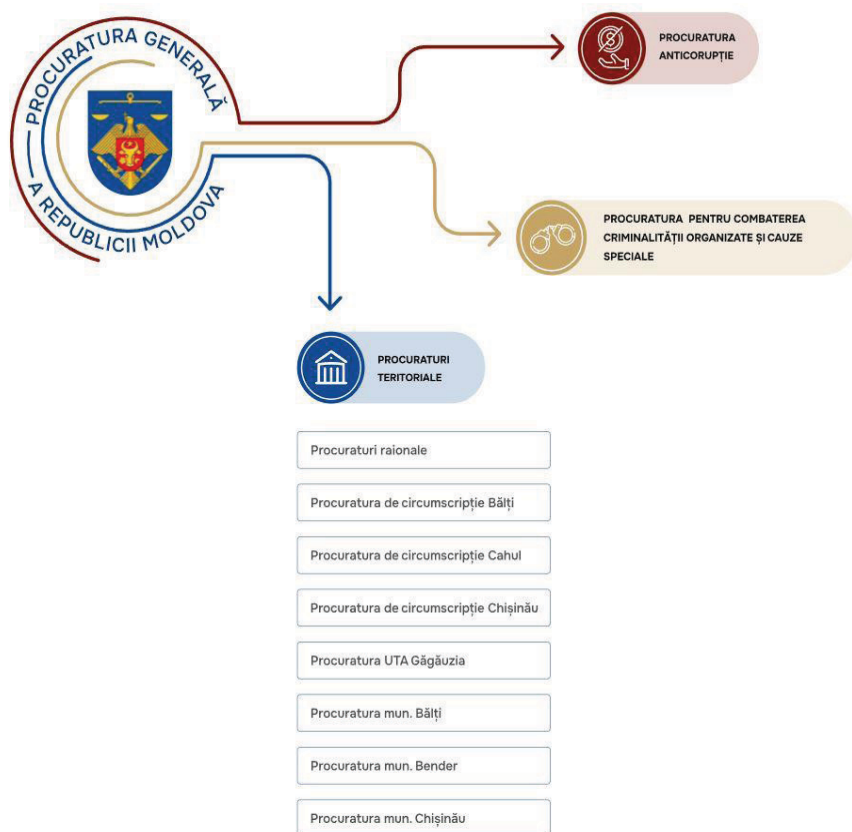 PROCURATURA GENERALĂ
A REPUBLICII MOLDOVA
PROCURATURA
ANTICORUPȚIE
PROCURATURA PENTRU COMBATEREA
CRIMINALITĂȚII ORGANIZATE ȘI CAUZE
SPECIALE
PROCURATURI
TERITORIALE
Procuraturi raionale
Procuratura de circumscripție Bălți
Procuratura de circumscripție Cahul
Procuratura de circumscripție Chișinău
Procuratura UTA Găgăuzia
Procuratura mun. Bălți
Procuratura mun. Bender
Procuratura mun. Chișinău